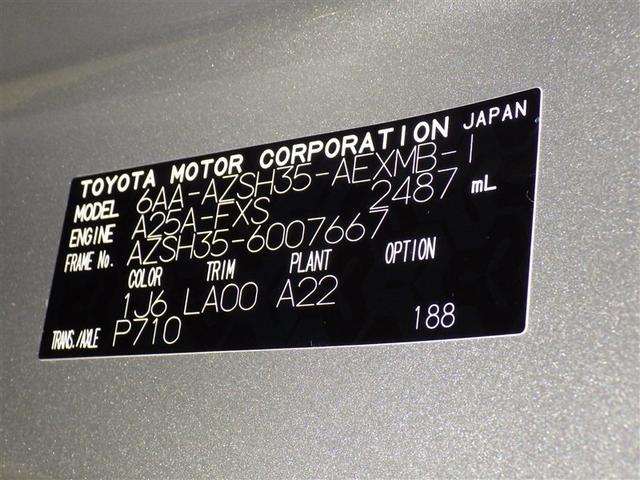 TOYOTA MOTOR CORPORATION JAPAN
MODEL 6AA-AZSH35-AEXMB-I
ENGINE A25A-FXS 2487 mL
FRAME No. AZSH35-6007667
COLOR TRIM PLANT OPTION
1J6 LA00 A22
TRANS./AXLE P710 188